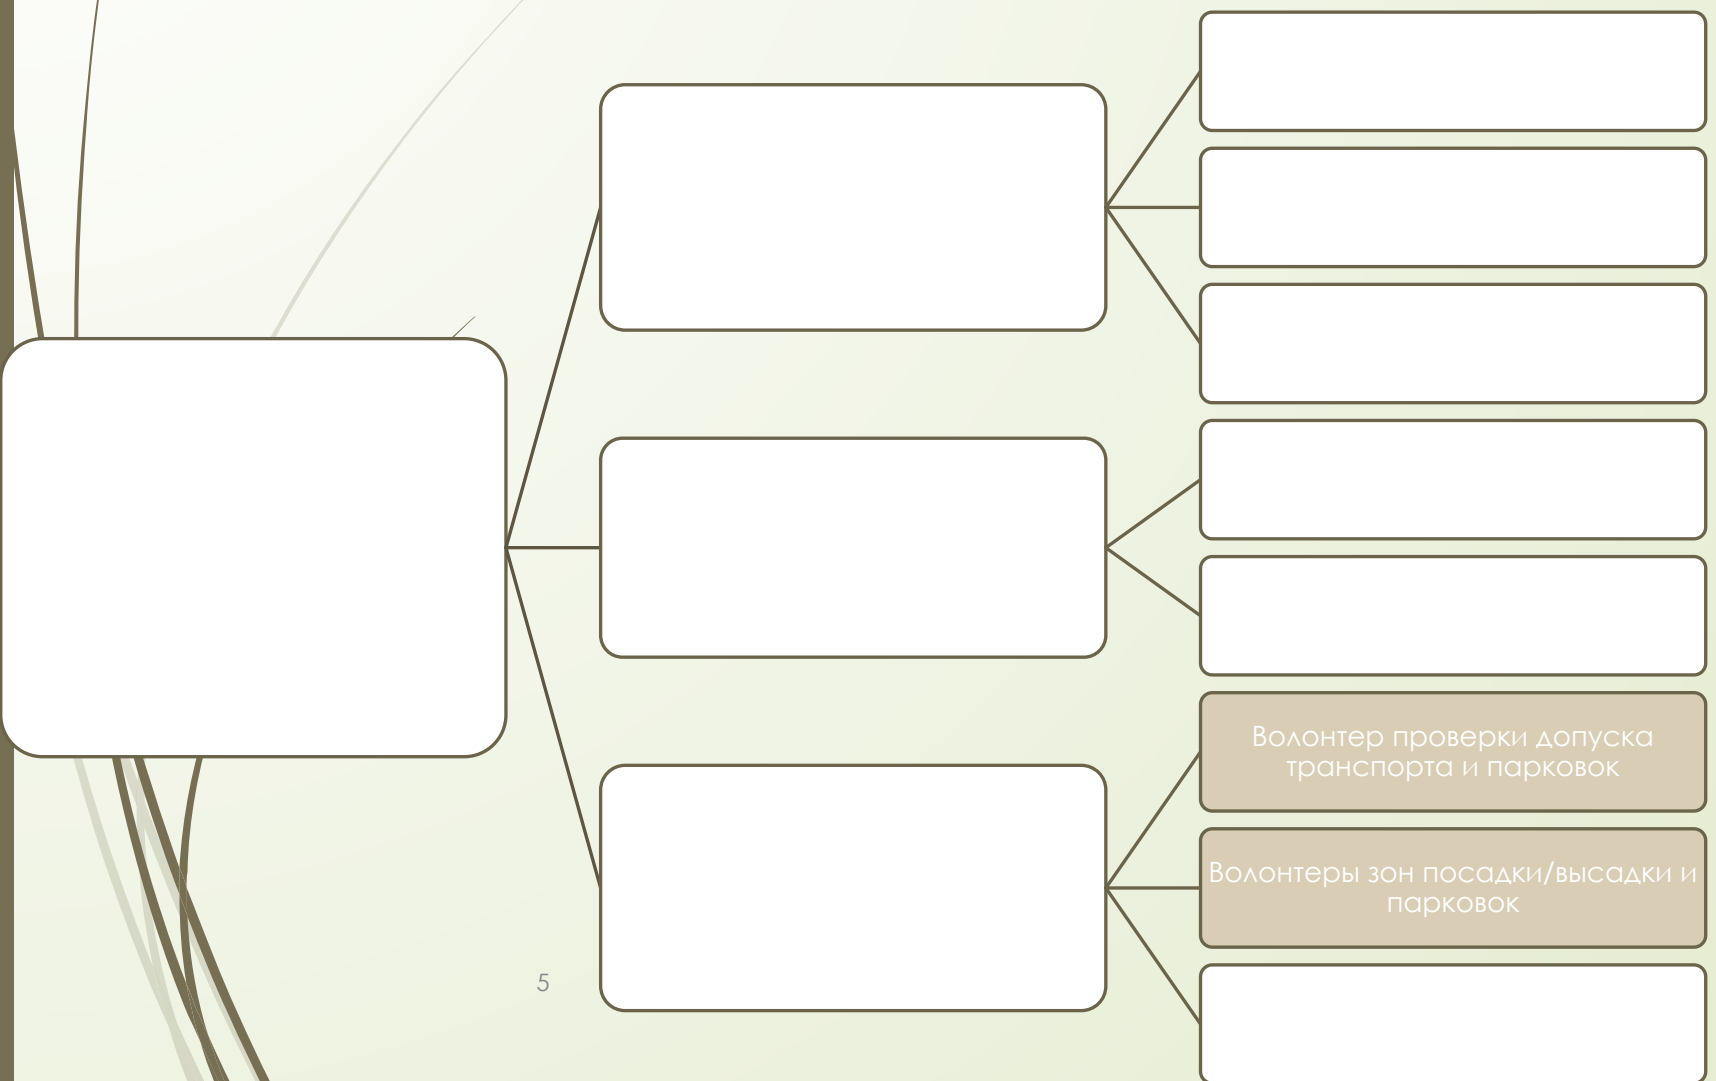 Волонтер проверки допуска
транспорта и парковок
Волонтеры зон посадки/высадки и
парковок
5